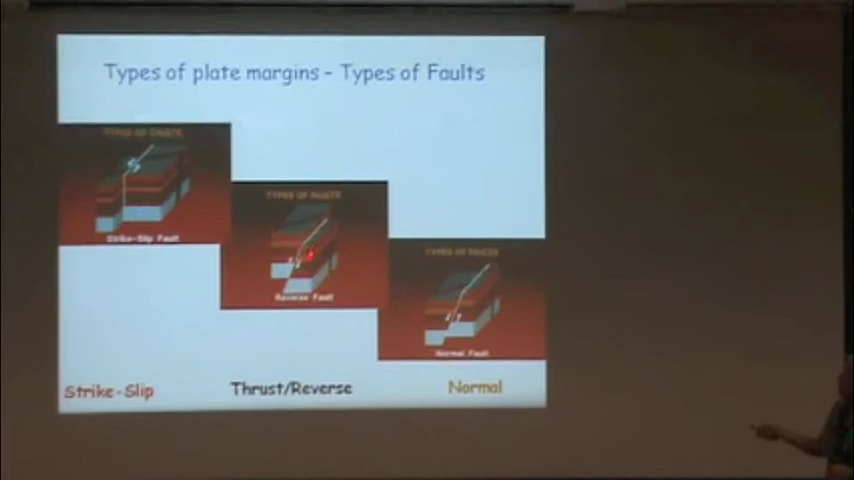 Types of plate margins - Types of Faults
TYPES OF FAULTS
Strike-Slip Fault
TYPES OF FAULTS
Reverse Fault
TYPES OF FAULTS
Normal Fault
Strike-Slip
Thrust/Reverse
Normal